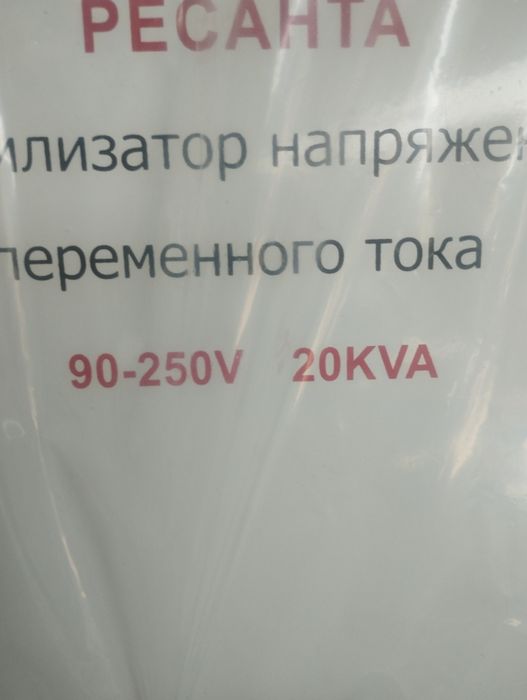 РЕСАНТА
илизатор напряжен
переменного тока
90-250V 20KVA